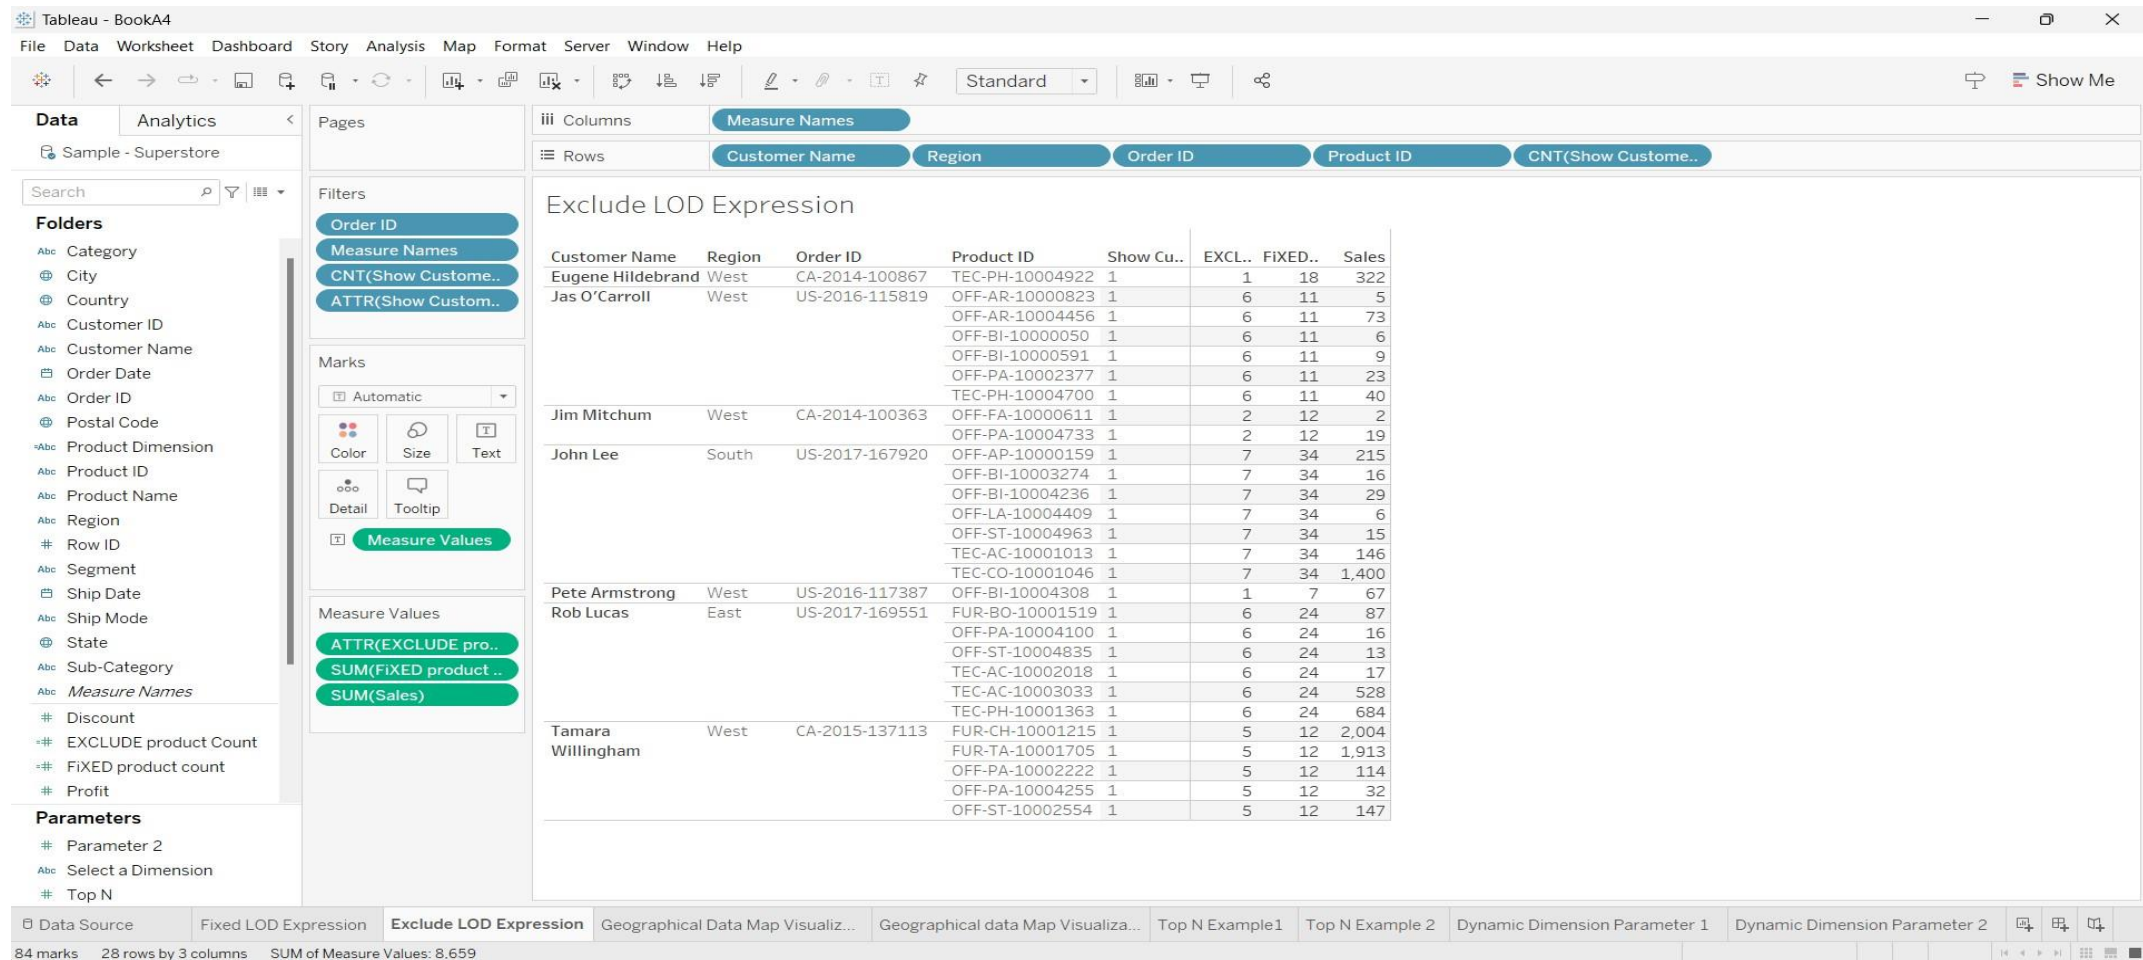 Tableau - BookA4
File Data Worksheet Dashboard Story Analysis Map Format Server Window Help
Standard
Show Me
Data Analytics
Sample - Superstore
Search
Folders
Abc Category
City
Country
Abc Customer ID
Abc Customer Name
Order Date
Abc Order ID
Postal Code
=Abc Product Dimension
Abc Product ID
Abc Product Name
Abc Region
# Row ID
Abc Segment
Ship Date
Abc Ship Mode
State
Abc Sub-Category
Abc Measure Names
# Discount
=# EXCLUDE product Count
=# FiXED product count
# Profit
Parameters
# Parameter 2
Abc Select a Dimension
# Top N
Pages
Filters
Order ID
Measure Names
CNT(Show Custome..
ATTR(Show Custom..
Marks
Automatic
Color Size Text
Detail Tooltip
Measure Values
Measure Values
ATTR(EXCLUDE pro..
SUM(FiXED product ..
SUM(Sales)
Columns Measure Names
Rows Customer Name Region Order ID Product ID CNT(Show Custome..
Exclude LOD Expression
Customer Name Region Order ID Product ID Show Cu.. EXCL.. FiXED.. Sales
Eugene Hildebrand West CA-2014-100867 TEC-PH-10004922 1 1 18 322
Jas O'Carroll West US-2016-115819 OFF-AR-10000823 1 6 11 5
OFF-AR-10004456 1 6 11 73
OFF-BI-10000050 1 6 11 6
OFF-BI-10000591 1 6 11 9
OFF-PA-10002377 1 6 11 23
TEC-PH-10004700 1 6 11 40
Jim Mitchum West CA-2014-100363 OFF-FA-10000611 1 2 12 2
OFF-PA-10004733 1 2 12 19
John Lee South US-2017-167920 OFF-AP-10000159 1 7 34 215
OFF-BI-10003274 1 7 34 16
OFF-BI-10004236 1 7 34 29
OFF-LA-10004409 1 7 34 6
OFF-ST-10004963 1 7 34 15
TEC-AC-10001013 1 7 34 146
TEC-CO-10001046 1 7 34 1,400
Pete Armstrong West US-2016-117387 OFF-BI-10004308 1 1 7 67
Rob Lucas East US-2017-169551 FUR-BO-10001519 1 6 24 87
OFF-PA-10004100 1 6 24 16
OFF-ST-10004835 1 6 24 13
TEC-AC-10002018 1 6 24 17
TEC-AC-10003033 1 6 24 528
TEC-PH-10001363 1 6 24 684
Tamara West CA-2015-137113 FUR-CH-10001215 1 5 12 2,004
Willingham FUR-TA-10001705 1 5 12 1,913
OFF-PA-10002222 1 5 12 114
OFF-PA-10004255 1 5 12 32
OFF-ST-10002554 1 5 12 147
Data Source Fixed LOD Expression Exclude LOD Expression Geographical Data Map Visualiz... Geographical data Map Visualiza... Top N Example1 Top N Example 2 Dynamic Dimension Parameter 1 Dynamic Dimension Parameter 2
84 marks 28 rows by 3 columns SUM of Measure Values: 8,659